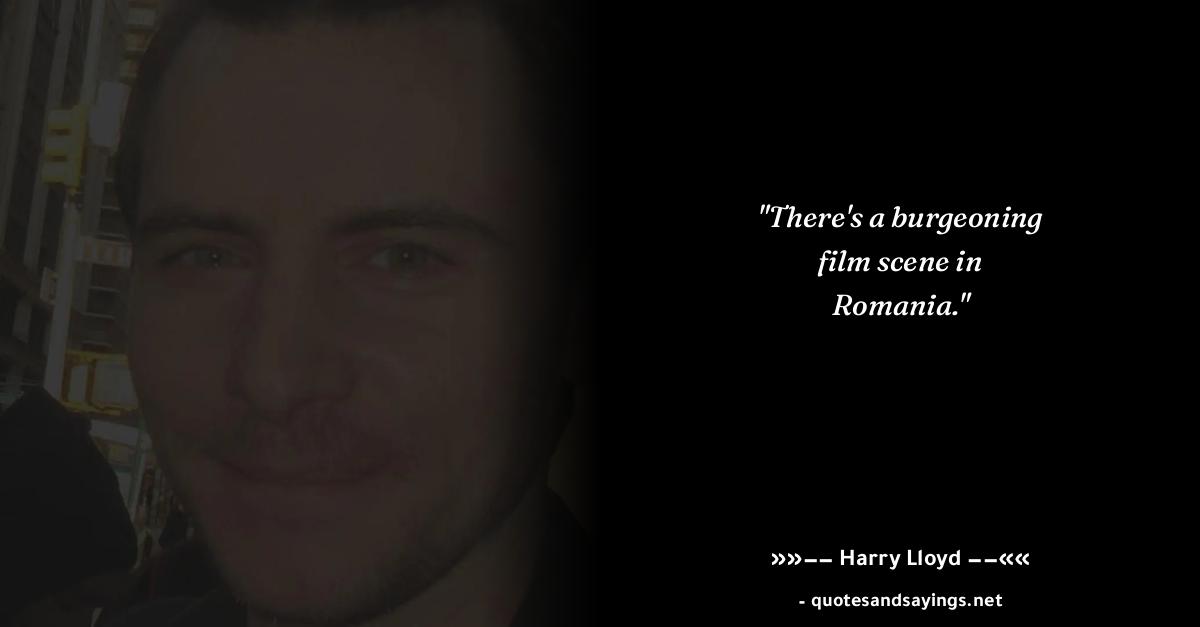 "There's a burgeoning
film scene in
Romania."
»»–– Harry Lloyd ––««
- quotesandsayings.net